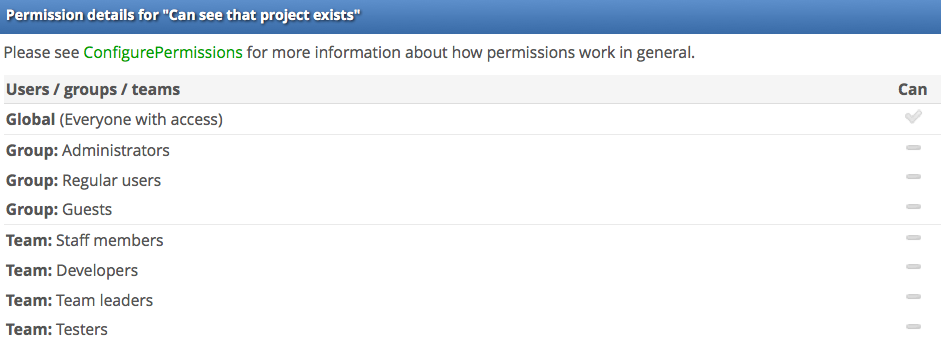 Permission details for "Can see that project exists"
Please see ConfigurePermissions for more information about how permissions work in general.
Users / groups / teams Can
Global (Everyone with access)
Group: Administrators
Group: Regular users
Group: Guests
Team: Staff members
Team: Developers
Team: Team leaders
Team: Testers